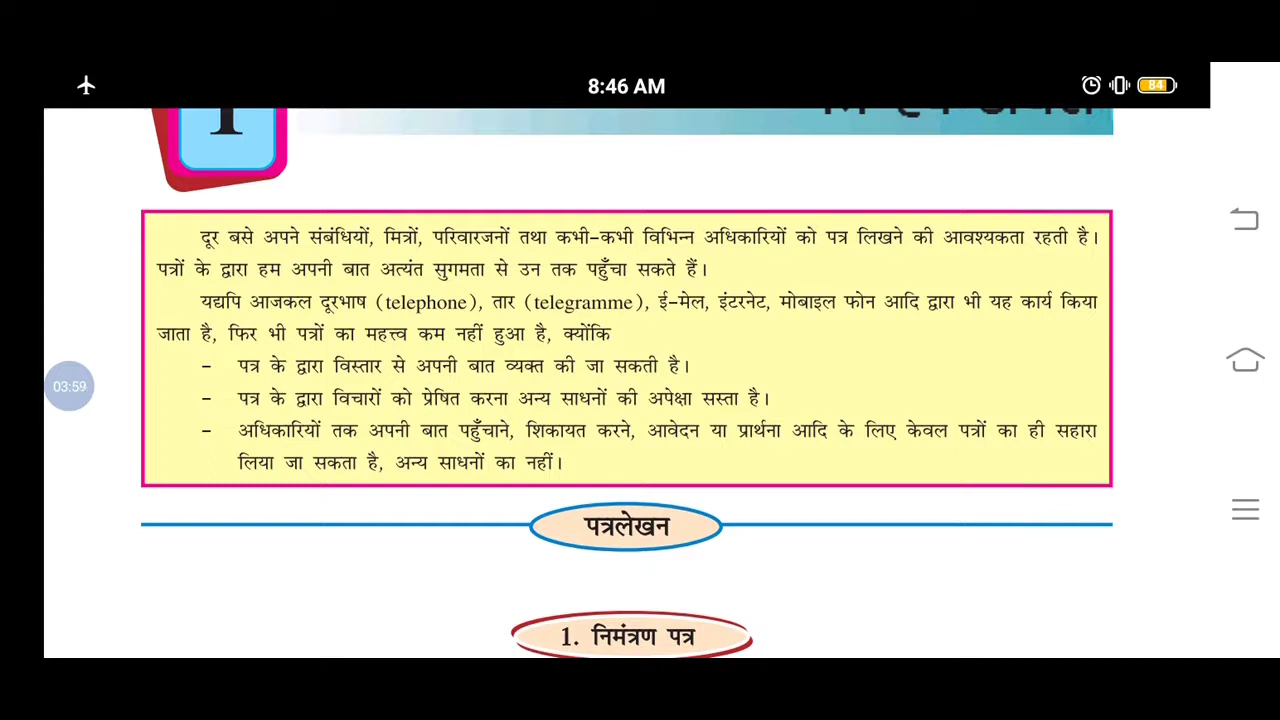 8:46 AM
84
1
दूर बसे अपने संबंधियों, मित्रों, परिवारजनों तथा कभी-कभी विभिन्न अधिकारियों को पत्र लिखने की आवश्यकता रहती है।
पत्रों के द्वारा हम अपनी बात अत्यंत सुगमता से उन तक पहुँचा सकते हैं।
यद्यपि आजकल दूरभाष (telephone), तार (telegramme), ई-मेल, इंटरनेट, मोबाइल फोन आदि द्वारा भी यह कार्य किया
जाता है, फिर भी पत्रों का महत्त्व कम नहीं हुआ है, क्योंकि
- पत्र के द्वारा विस्तार से अपनी बात व्यक्त की जा सकती है।
03:59
- पत्र के द्वारा विचारों को प्रेषित करना अन्य साधनों की अपेक्षा सस्ता है।
- अधिकारियों तक अपनी बात पहुँचाने, शिकायत करने, आवेदन या प्रार्थना आदि के लिए केवल पत्रों का ही सहारा
लिया जा सकता है, अन्य साधनों का नहीं।
पत्रलेखन
1. निमंत्रण पत्र